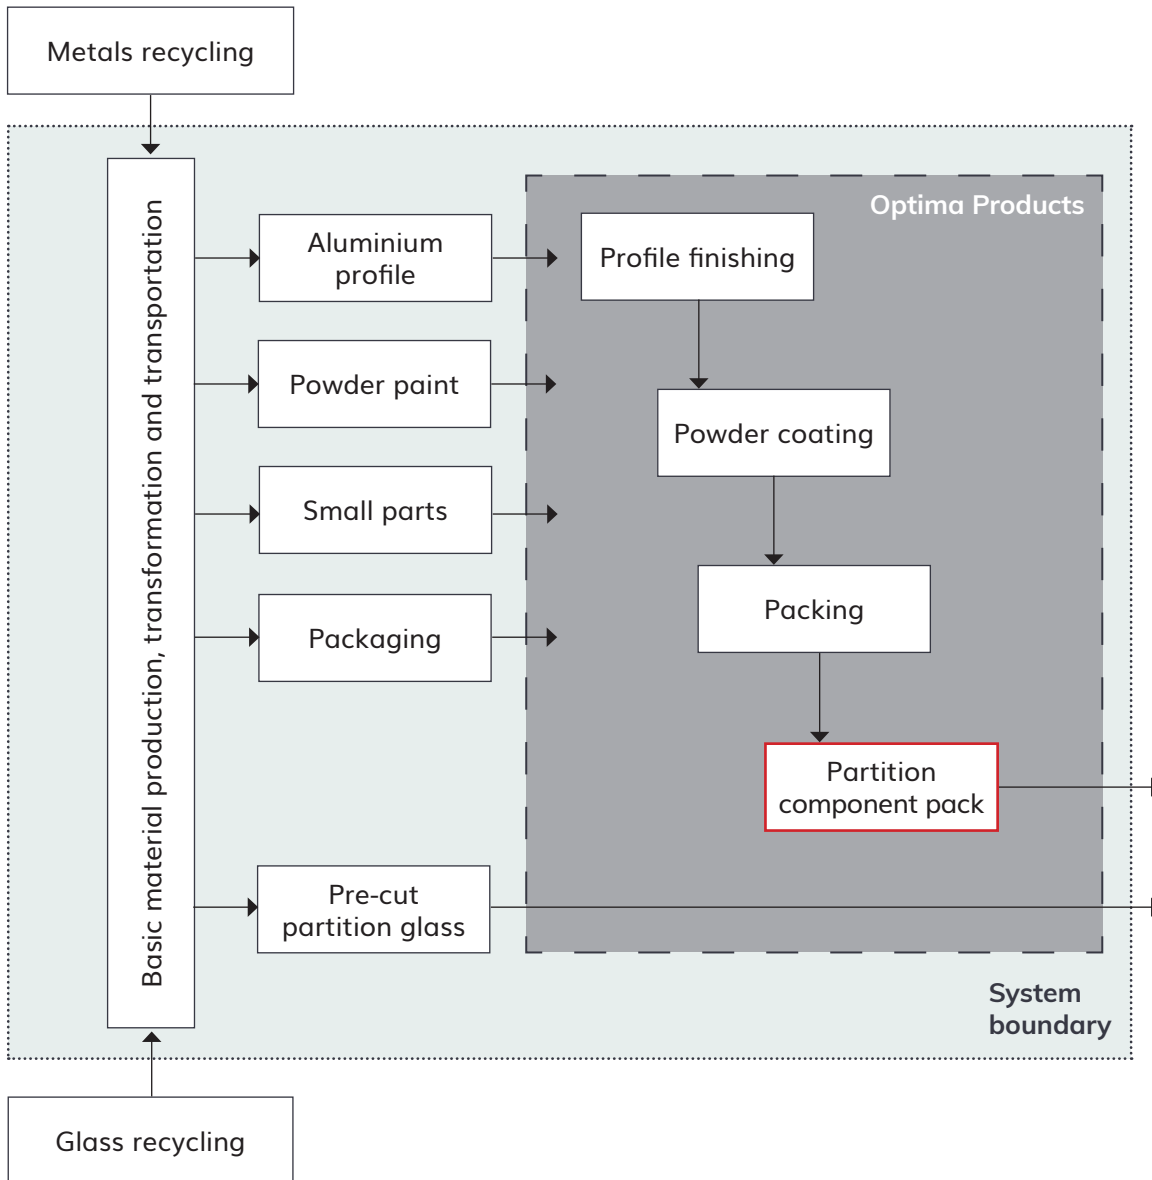 Metals recycling
Basic material production, transformation and transportation
Optima Products
Aluminium
profile
Profile finishing
Powder paint
Powder coating
Small parts
Packing
Packaging
Partition
component pack
Pre-cut
partition glass
System
boundary
Glass recycling